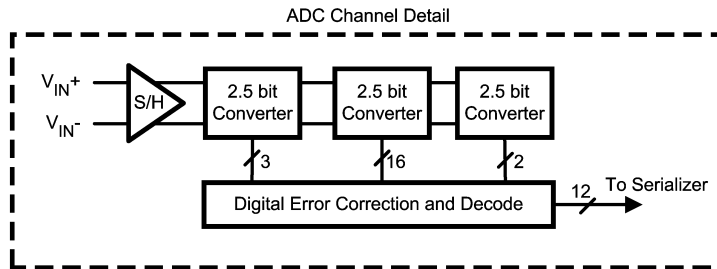 ADC Channel Detail
VIN+
VIN-
S/H
2.5 bit
Converter
2.5 bit
Converter
2.5 bit
Converter
3
16
2
Digital Error Correction and Decode
12
To Serializer